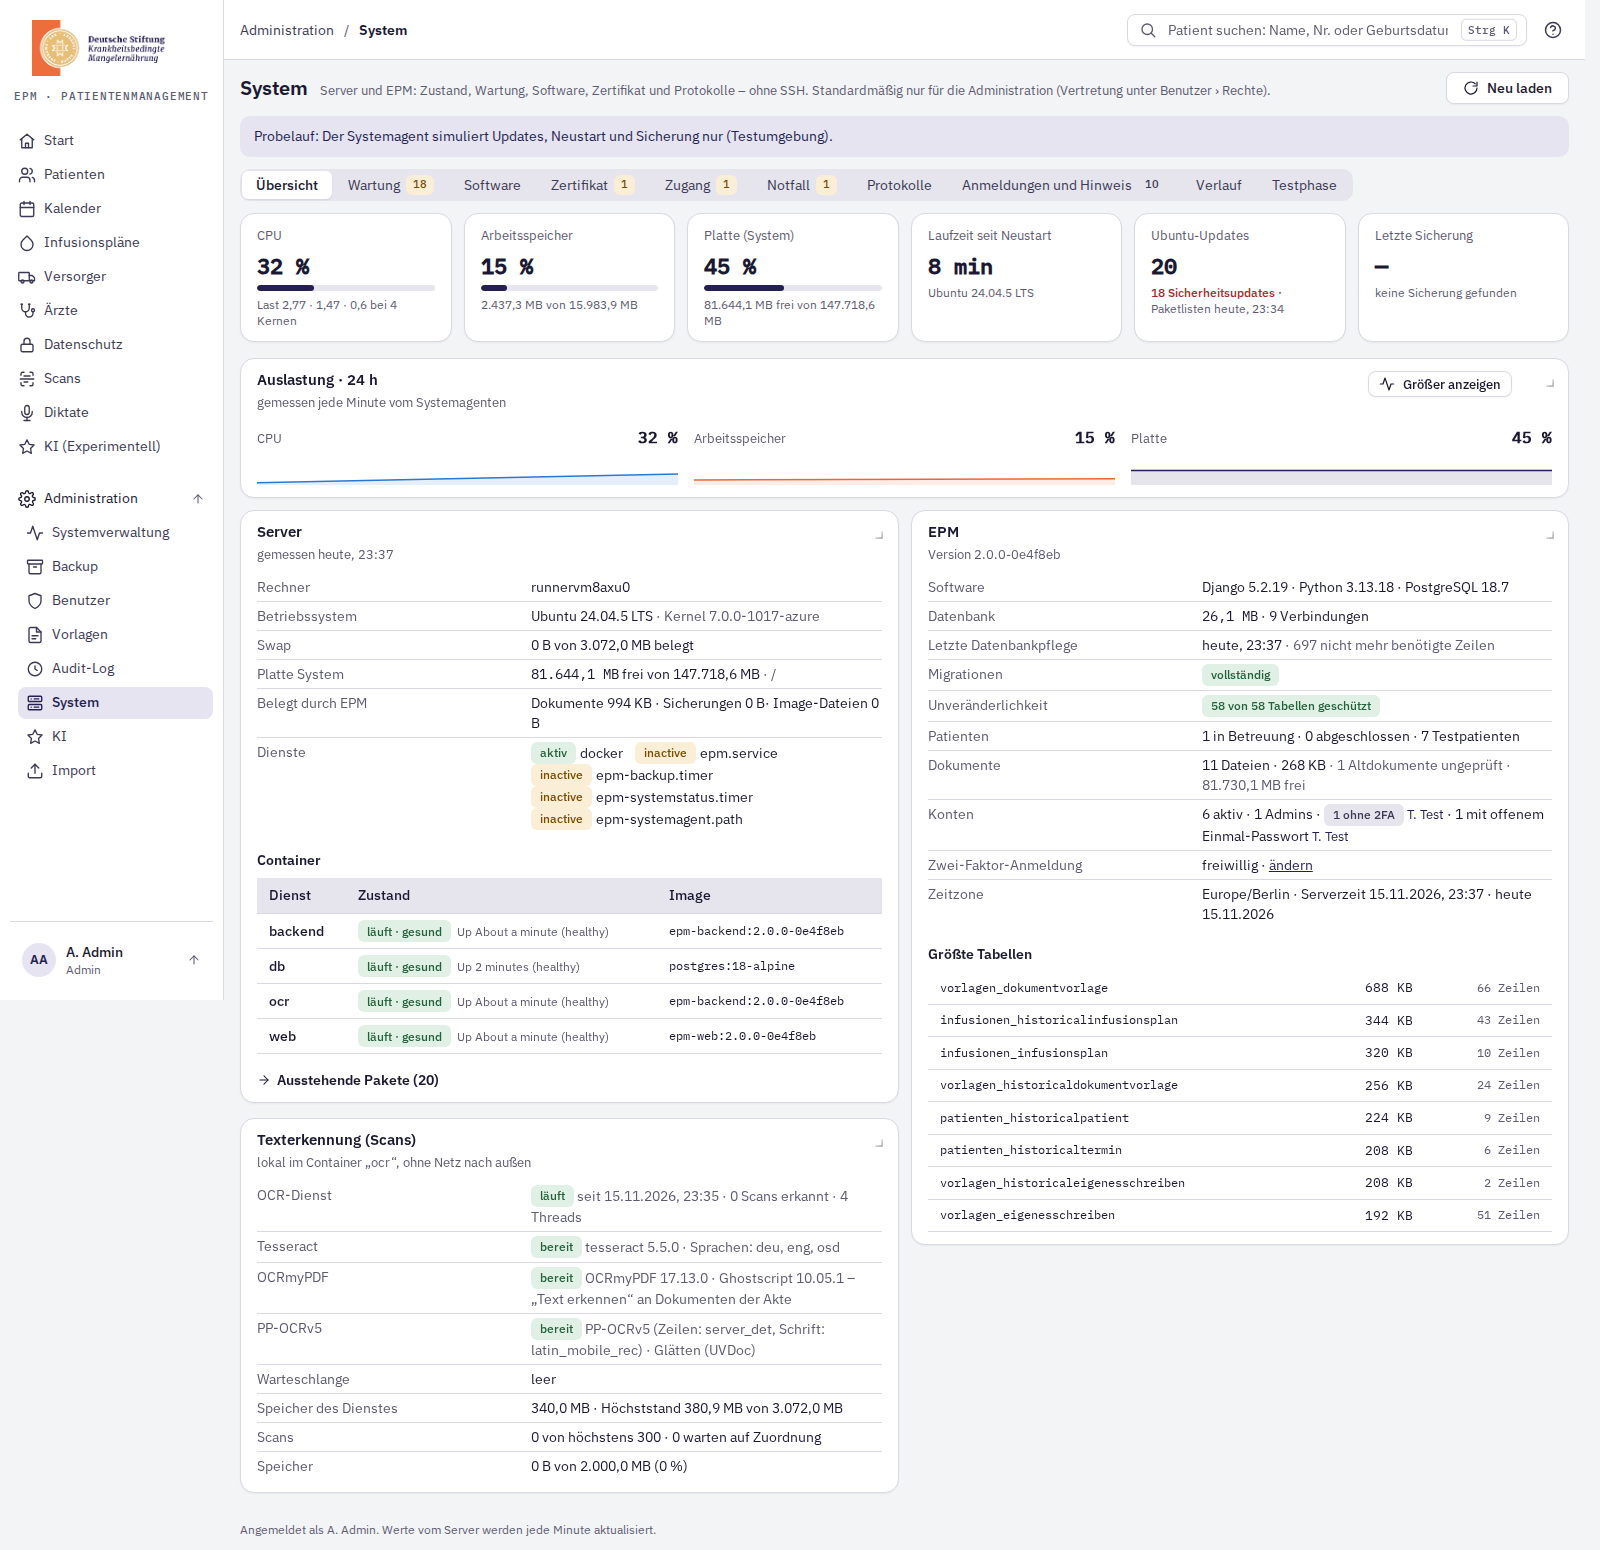 Deutsche Stiftung
Krankheitsbedingte
Mangelernährung
EPM · PATIENTENMANAGEMENT
Start
Patienten
Kalender
Infusionspläne
Versorger
Ärzte
Datenschutz
Scans
Diktate
KI (Experimentell)
Administration
Systemverwaltung
Backup
Benutzer
Vorlagen
Audit-Log
System
KI
Import
AA
A. Admin
Admin
Administration / System
Patient suchen: Name, Nr. oder Geburtsdatur
Strg K
System Server und EPM: Zustand, Wartung, Software, Zertifikat und Protokolle – ohne SSH. Standardmäßig nur für die Administration (Vertretung unter Benutzer › Rechte).
Neu laden
Probelauf: Der Systemagent simuliert Updates, Neustart und Sicherung nur (Testumgebung).
Übersicht Wartung 18 Software Zertifikat 1 Zugang 1 Notfall 1 Protokolle Anmeldungen und Hinweis 10 Verlauf Testphase
CPU
32 %
Last 2,77 · 1,47 · 0,6 bei 4
Kernen
Arbeitsspeicher
15 %
2.437,3 MB von 15.983,9 MB
Platte (System)
45 %
81.644,1 MB frei von 147.718,6
MB
Laufzeit seit Neustart
8 min
Ubuntu 24.04.5 LTS
Ubuntu-Updates
20
18 Sicherheitsupdates ·
Paketlisten heute, 23:34
Letzte Sicherung
—
keine Sicherung gefunden
Auslastung · 24 h
gemessen jede Minute vom Systemagenten
Größer anzeigen
CPU 32 %
Arbeitsspeicher 15 %
Platte 45 %
Server
gemessen heute, 23:37
Rechner runnervm8axu0
Betriebssystem Ubuntu 24.04.5 LTS · Kernel 7.0.0-1017-azure
Swap 0 B von 3.072,0 MB belegt
Platte System 81.644,1 MB frei von 147.718,6 MB · /
Belegt durch EPM Dokumente 994 KB · Sicherungen 0 B· Image-Dateien 0
B
Dienste aktiv docker inactive epm.service
inactive epm-backup.timer
inactive epm-systemstatus.timer
inactive epm-systemagent.path
Container
Dienst Zustand Image
backend läuft · gesund Up About a minute (healthy) epm-backend:2.0.0-0e4f8eb
db läuft · gesund Up 2 minutes (healthy) postgres:18-alpine
ocr läuft · gesund Up About a minute (healthy) epm-backend:2.0.0-0e4f8eb
web läuft · gesund Up About a minute (healthy) epm-web:2.0.0-0e4f8eb
Ausstehende Pakete (20)
Texterkennung (Scans)
lokal im Container „ocr“, ohne Netz nach außen
OCR-Dienst läuft seit 15.11.2026, 23:35 · 0 Scans erkannt · 4
Threads
Tesseract bereit tesseract 5.5.0 · Sprachen: deu, eng, osd
OCRmyPDF bereit OCRmyPDF 17.13.0 · Ghostscript 10.05.1 –
„Text erkennen“ an Dokumenten der Akte
PP-OCRv5 bereit PP-OCRv5 (Zeilen: server_det, Schrift:
latin_mobile_rec) · Glätten (UVDoc)
Warteschlange leer
Speicher des Dienstes 340,0 MB · Höchststand 380,9 MB von 3.072,0 MB
Scans 0 von höchstens 300 · 0 warten auf Zuordnung
Speicher 0 B von 2.000,0 MB (0 %)
EPM
Version 2.0.0-0e4f8eb
Software Django 5.2.19 · Python 3.13.18 · PostgreSQL 18.7
Datenbank 26,1 MB · 9 Verbindungen
Letzte Datenbankpflege heute, 23:37 · 697 nicht mehr benötigte Zeilen
Migrationen vollständig
Unveränderlichkeit 58 von 58 Tabellen geschützt
Patienten 1 in Betreuung · 0 abgeschlossen · 7 Testpatienten
Dokumente 11 Dateien · 268 KB · 1 Altdokumente ungeprüft ·
81.730,1 MB frei
Konten 6 aktiv · 1 Admins · 1 ohne 2FA T. Test · 1 mit offenem
Einmal-Passwort T. Test
Zwei-Faktor-Anmeldung freiwillig · ändern
Zeitzone Europe/Berlin · Serverzeit 15.11.2026, 23:37 · heute
15.11.2026
Größte Tabellen
vorlagen_dokumentvorlage 688 KB 66 Zeilen
infusionen_historicalinfusionsplan 344 KB 43 Zeilen
infusionen_infusionsplan 320 KB 10 Zeilen
vorlagen_historicaldokumentvorlage 256 KB 24 Zeilen
patienten_historicalpatient 224 KB 9 Zeilen
patienten_historicaltermin 208 KB 6 Zeilen
vorlagen_historicaleigenesschreiben 208 KB 2 Zeilen
vorlagen_eigenesschreiben 192 KB 51 Zeilen
Angemeldet als A. Admin. Werte vom Server werden jede Minute aktualisiert.